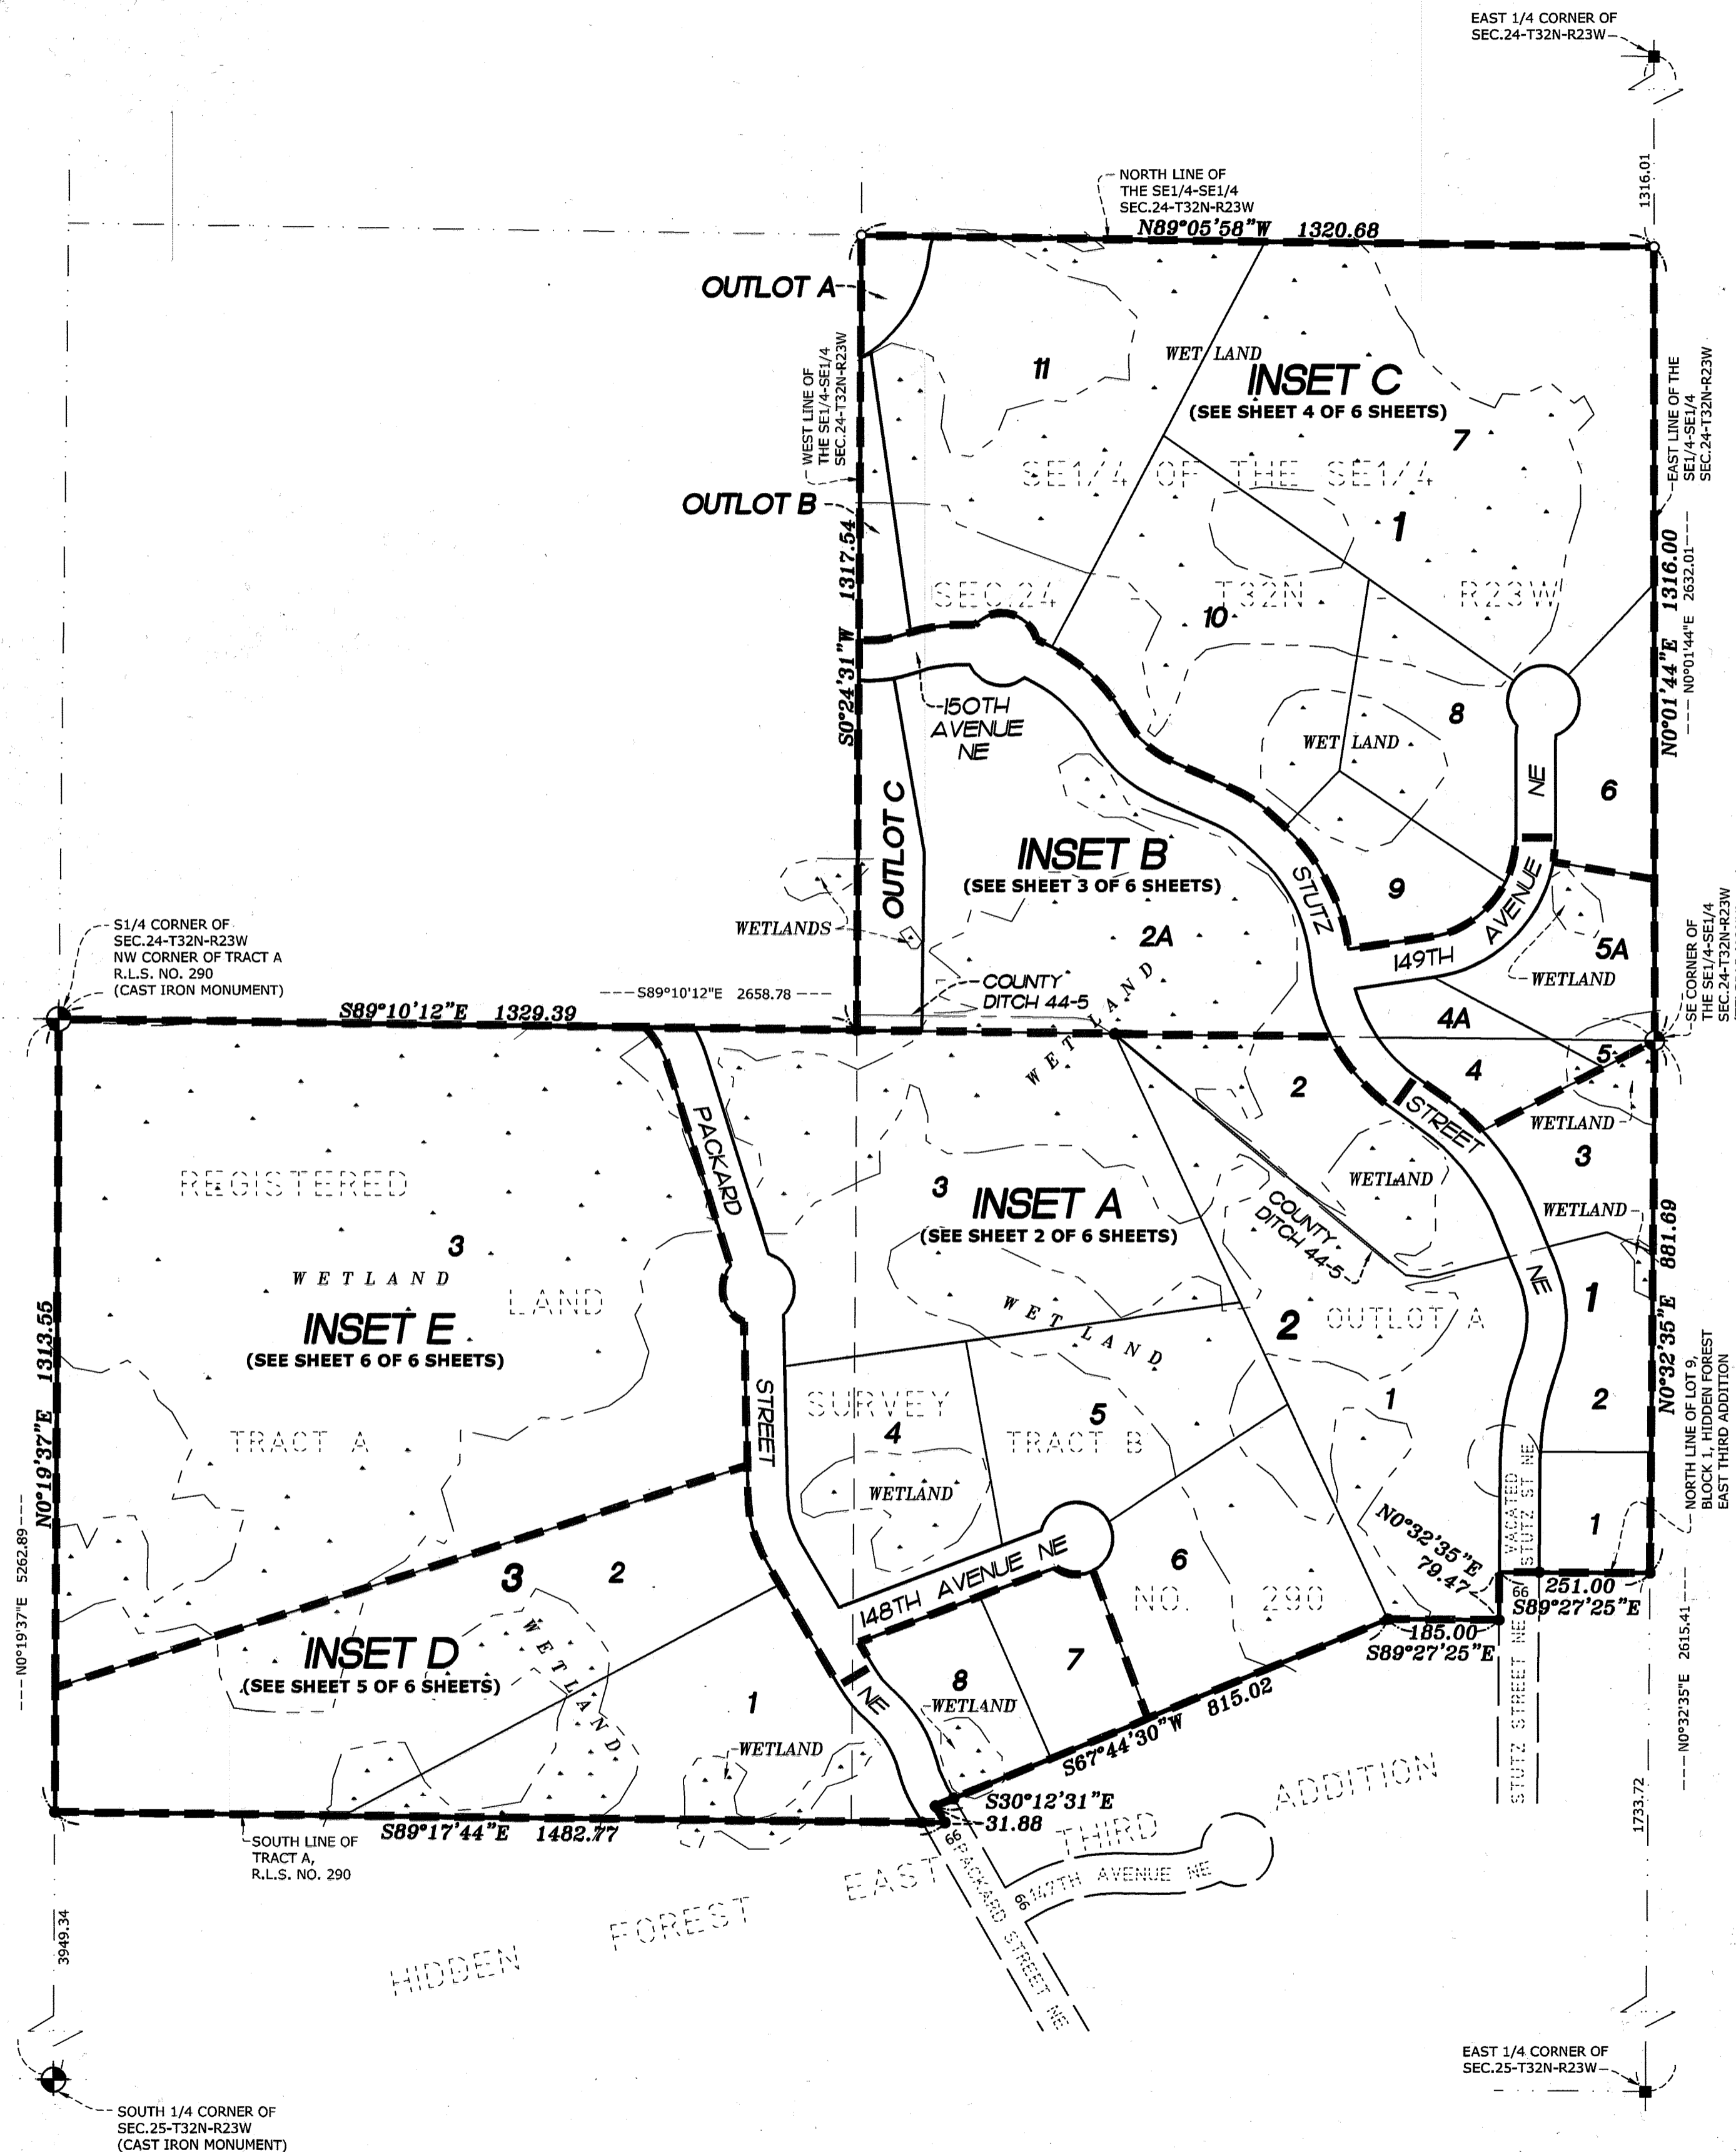 EAST 1/4 CORNER OF
SEC.24-T32N-R23W
1316.01
NORTH LINE OF
THE SE1/4-SE1/4
SEC.24-T32N-R23W
N89°05'58"W 1320.68
OUTLOT A
WEST LINE OF
THE SE1/4-SE1/4
SEC.24-T32N-R23W
11
WET LAND
INSET C
(SEE SHEET 4 OF 6 SHEETS)
7
EAST LINE OF THE
SE1/4-SE1/4
SEC.24-T32N-R23W
SE1/4 OF THE SE1/4
OUTLOT B
1
S0°24'31"W 1317.54
N0°01'44"E 1316.00
N0°01'44"E 2632.01
SEC.24 T32N - R23W
10
150TH
AVENUE
NE
8
WET LAND
NE
6
OUTLOT C
INSET B
(SEE SHEET 3 OF 6 SHEETS)
STUTZ
9
149TH
AVENUE
WETLANDS
2A
5A
WETLAND
SE CORNER OF
THE SE1/4-SE1/4
SEC.24-T32N-R23W
S1/4 CORNER OF
SEC.24-T32N-R23W
NW CORNER OF TRACT A
R.L.S. NO. 290
(CAST IRON MONUMENT)
S89°10'12"E 1329.39
S89°10'12"E 2658.78
COUNTY
DITCH 44-5
WET LAND
4A
5
4
2
STREET
WETLAND
PACKARD
3
WETLAND
REGISTERED
3
INSET A
(SEE SHEET 2 OF 6 SHEETS)
COUNTY
DITCH 44-5
WETLAND
881.69
N0°32'35"E
3
WETLAND
LAND
INSET E
(SEE SHEET 6 OF 6 SHEETS)
WET LAND
NE
1
2
OUTLOT A
N0°19'37"E 1313.55
NORTH LINE OF LOT 9,
BLOCK 1, HIDDEN FOREST
EAST THIRD ADDITION
STREET
SURVEY
4
5
1
2
TRACT A
TRACT B
WETLAND
VACATED
STUTZ ST NE
N0°32'35"E
79.47
1
N0°19'37"E 5262.89
3
2
148TH AVENUE NE
6
NO. 290
66
251.00
S89°27'25"E
185.00
S89°27'25"E
INSET D
(SEE SHEET 5 OF 6 SHEETS)
WETLAND
7
8
WETLAND
NE
1
WETLAND
S67°44'30"W 815.02
STUTZ STREET NE
N0°32'35"E 2615.41
1733.72
S30°12'31"E
31.88
S89°17'44"E 1482.77
SOUTH LINE OF
TRACT A,
R.L.S. NO. 290
66
PACKARD STREET NE
66
147TH AVENUE NE
HIDDEN FOREST EAST THIRD ADDITION
3949.34
SOUTH 1/4 CORNER OF
SEC.25-T32N-R23W
(CAST IRON MONUMENT)
EAST 1/4 CORNER OF
SEC.25-T32N-R23W